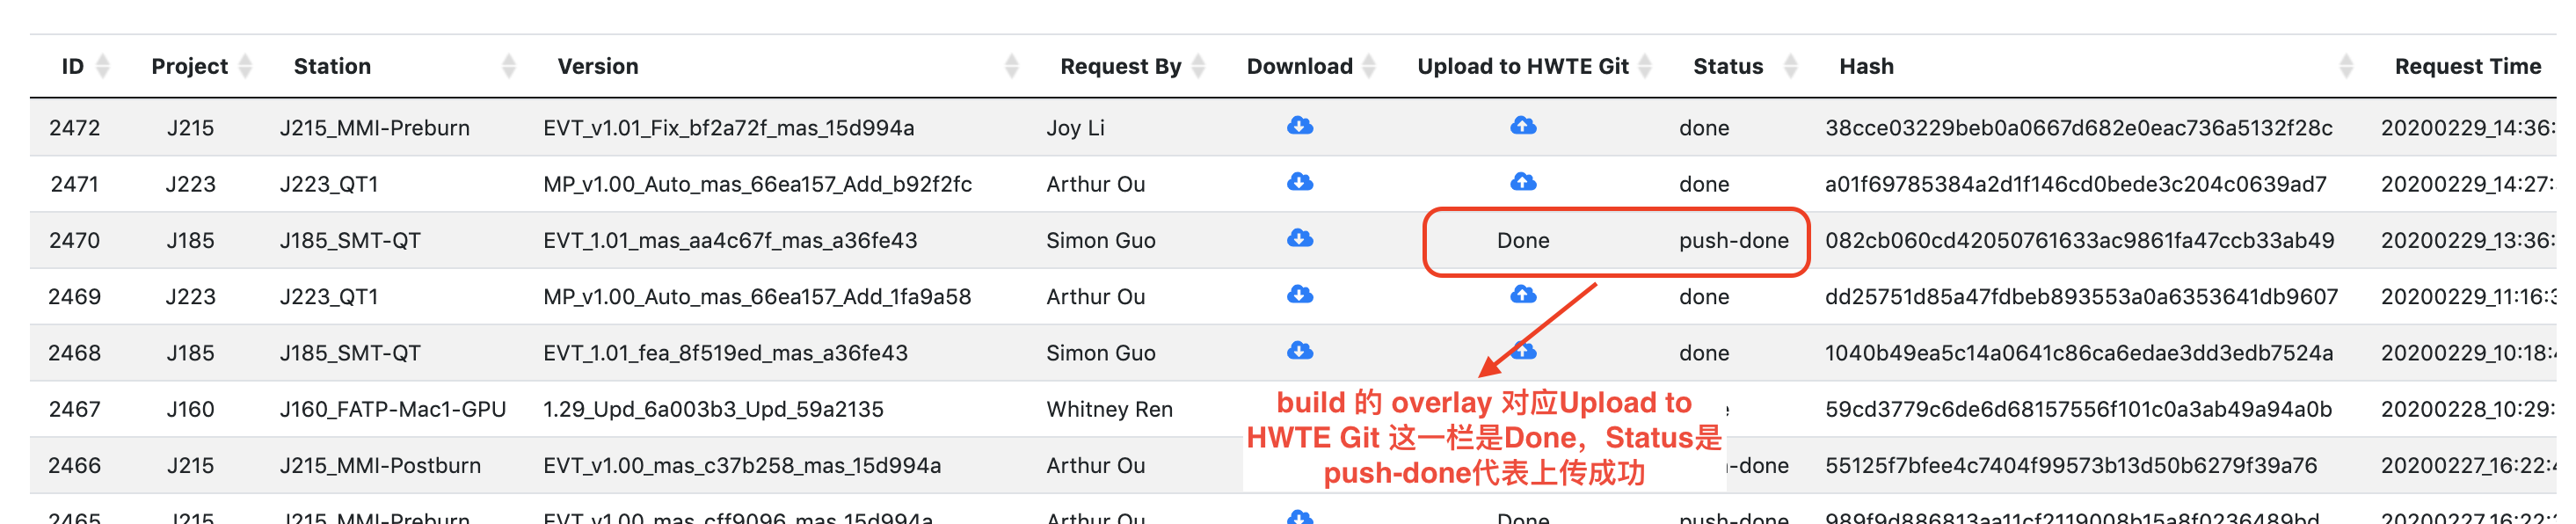 ID Project Station Version Request By Download Upload to HWTE Git Status Hash Request Time
2472 J215 J215_MMI-Preburn EVT_v1.01_Fix_bf2a72f_mas_15d994a Joy Li done 38cce03229beb0a0667d682e0eac736a5132f28c 20200229_14:36:
2471 J223 J223_QT1 MP_v1.00_Auto_mas_66ea157_Add_b92f2fc Arthur Ou done a01f69785384a2d1f146cd0bede3c204c0639ad7 20200229_14:27:
2470 J185 J185_SMT-QT EVT_1.01_mas_aa4c67f_mas_a36fe43 Simon Guo Done push-done 082cb060cd42050761633ac9861fa47ccb33ab49 20200229_13:36:
2469 J223 J223_QT1 MP_v1.00_Auto_mas_66ea157_Add_1fa9a58 Arthur Ou done dd25751d85a47fdbeb893553a0a6353641db9607 20200229_11:16:3
2468 J185 J185_SMT-QT EVT_1.01_fea_8f519ed_mas_a36fe43 Simon Guo done 1040b49ea5c14a0641c86ca6edae3dd3edb7524a 20200229_10:18:4
build 的 overlay 对应Upload to
2467 J160 J160_FATP-Mac1-GPU 1.29_Upd_6a003b3_Upd_59a2135 Whitney Ren 59cd3779c6de6d68157556f101c0a3ab49a94a0b 20200228_10:29:
HWTE Git 这一栏是Done，Status是
2466 J215 J215_MMI-Postburn EVT_v1.00_mas_c37b258_mas_15d994a Arthur Ou -done 55125f7bfee4c7404f99573b13d50b6279f39a76 20200227_16:22:4
push-done代表上传成功
2465 J215 J215_MMI-Preburn EVT_v1.00_mas_cff9096_mas_15d994a Arthur Ou Done push-done 989f9d886813aa11cf2119008b15a8f0236489bd 20200227_16:22: